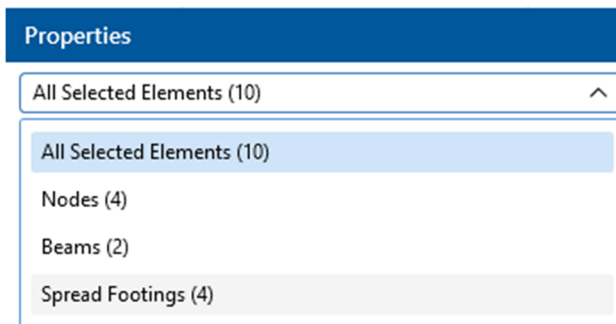 Properties
All Selected Elements (10)
All Selected Elements (10)
Nodes (4)
Beams (2)
Spread Footings (4)